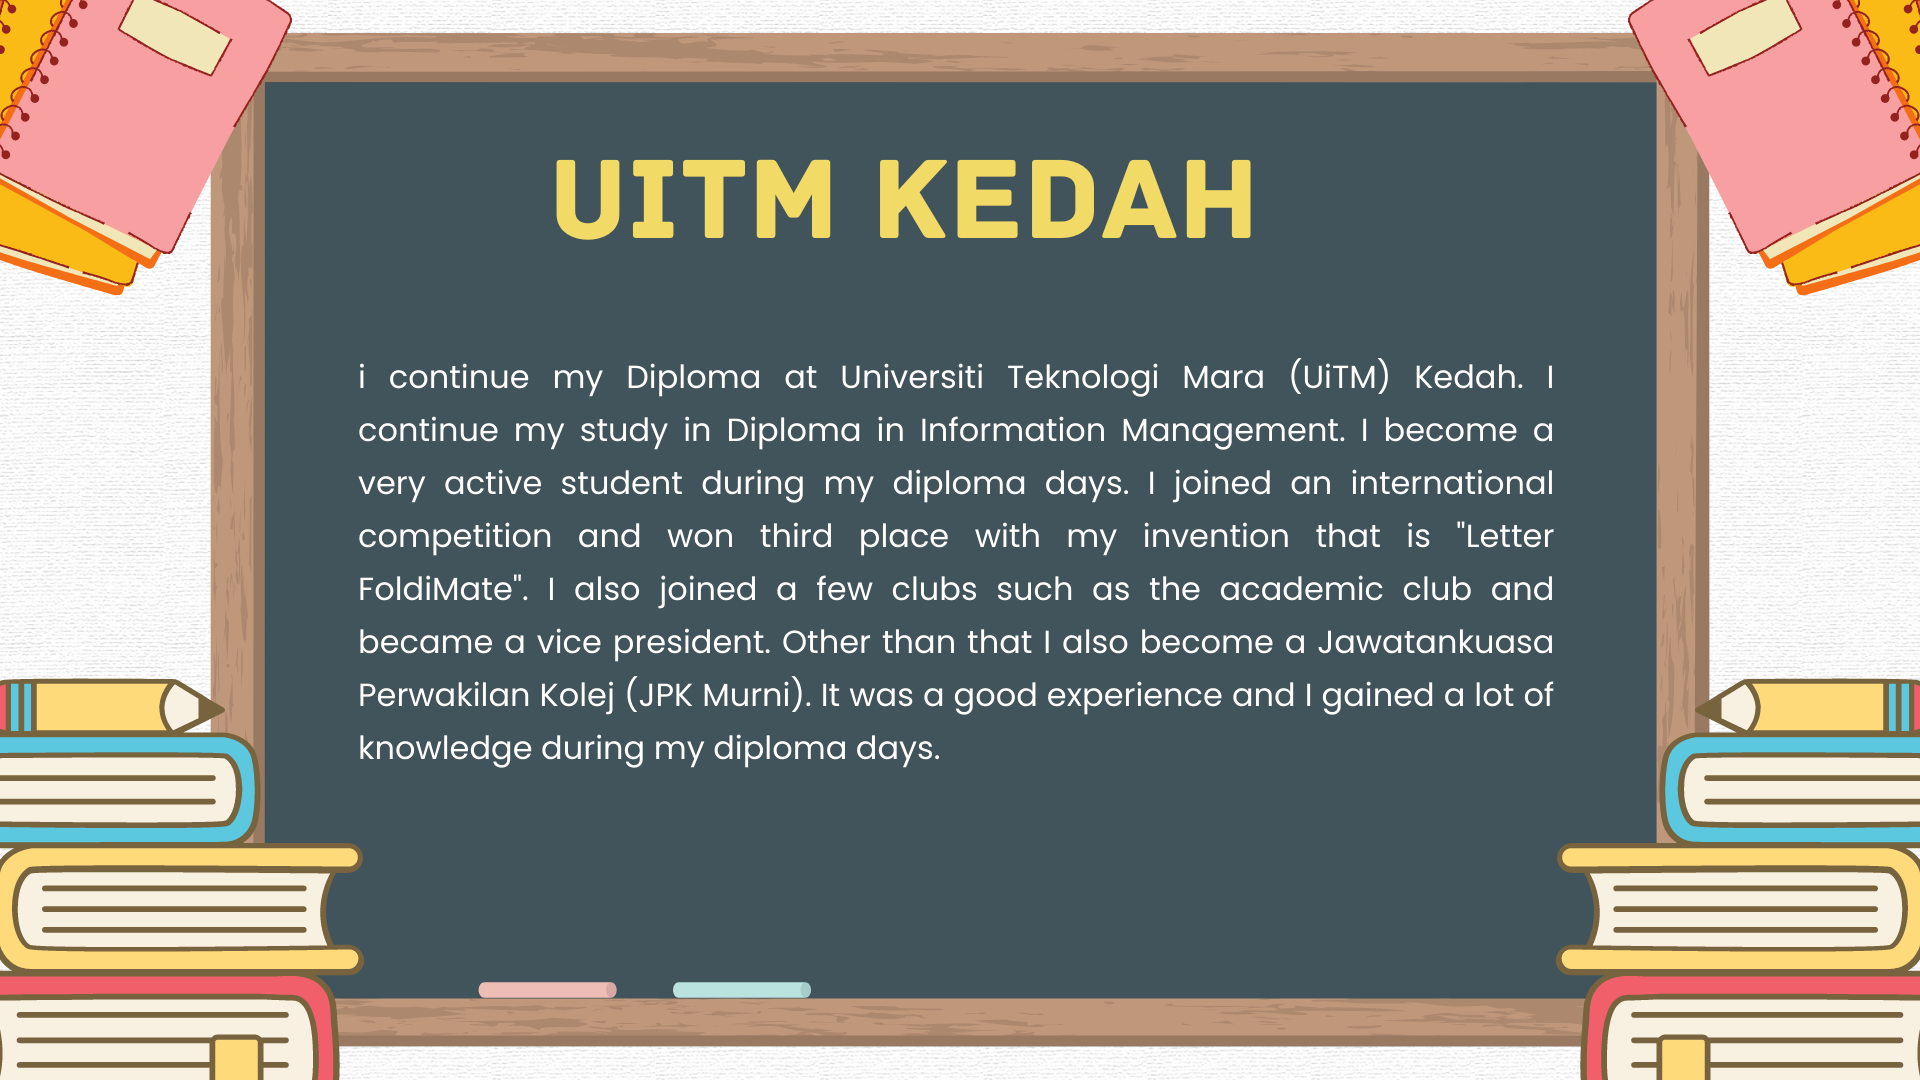 UITM KEDAH
i continue my Diploma at Universiti Teknologi Mara (UiTM) Kedah. I
continue my study in Diploma in Information Management. I become a
very active student during my diploma days. I joined an international
competition and won third place with my invention that is "Letter
FoldiMate". I also joined a few clubs such as the academic club and
became a vice president. Other than that I also become a Jawatankuasa
Perwakilan Kolej (JPK Murni). It was a good experience and I gained a lot of
knowledge during my diploma days.